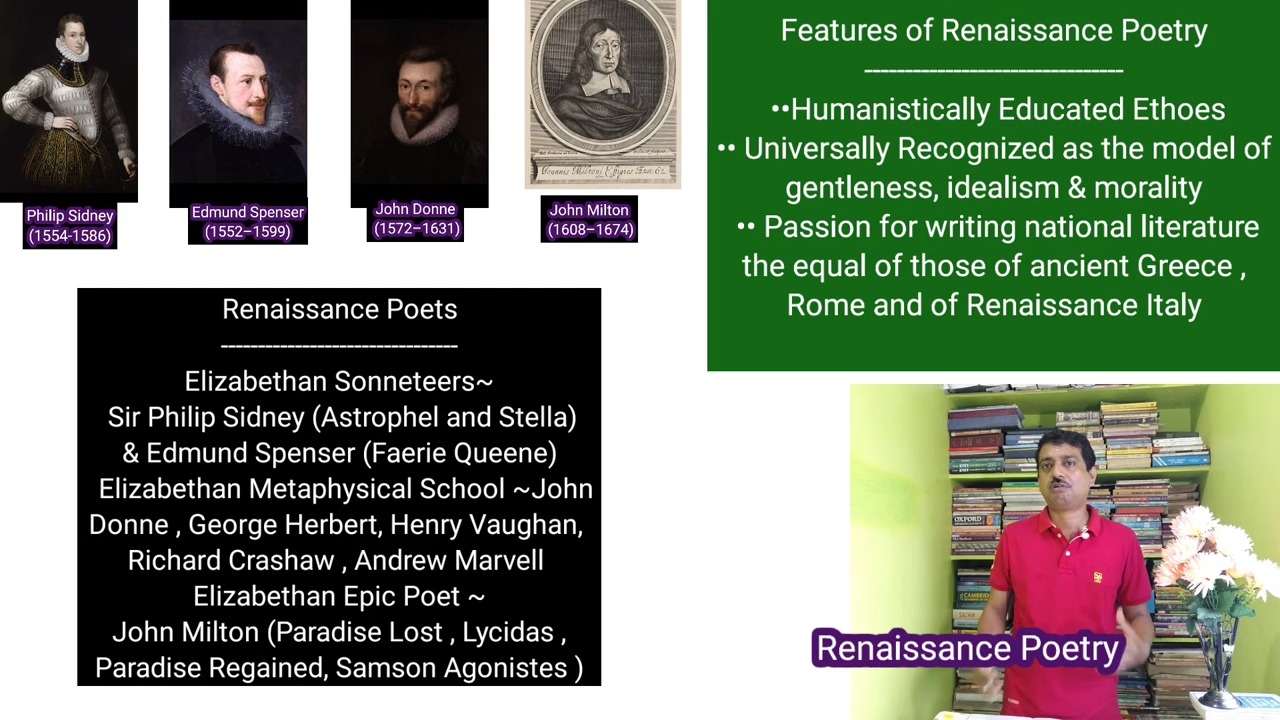 Philip Sidney
(1554-1586)
Edmund Spenser
(1552–1599)
John Donne
(1572–1631)
John Milton
(1608–1674)
Features of Renaissance Poetry
------------------------------
••Humanistically Educated Ethoes
•• Universally Recognized as the model of
gentleness, idealism & morality
•• Passion for writing national literature
the equal of those of ancient Greece ,
Rome and of Renaissance Italy
Renaissance Poets
------------------------------
Elizabethan Sonneteers~
Sir Philip Sidney (Astrophel and Stella)
& Edmund Spenser (Faerie Queene)
Elizabethan Metaphysical School ~John
Donne , George Herbert, Henry Vaughan,
Richard Crashaw , Andrew Marvell
Elizabethan Epic Poet ~
John Milton (Paradise Lost , Lycidas ,
Paradise Regained, Samson Agonistes )
OXFORD
CAMBRIDGE
Renaissance Poetry